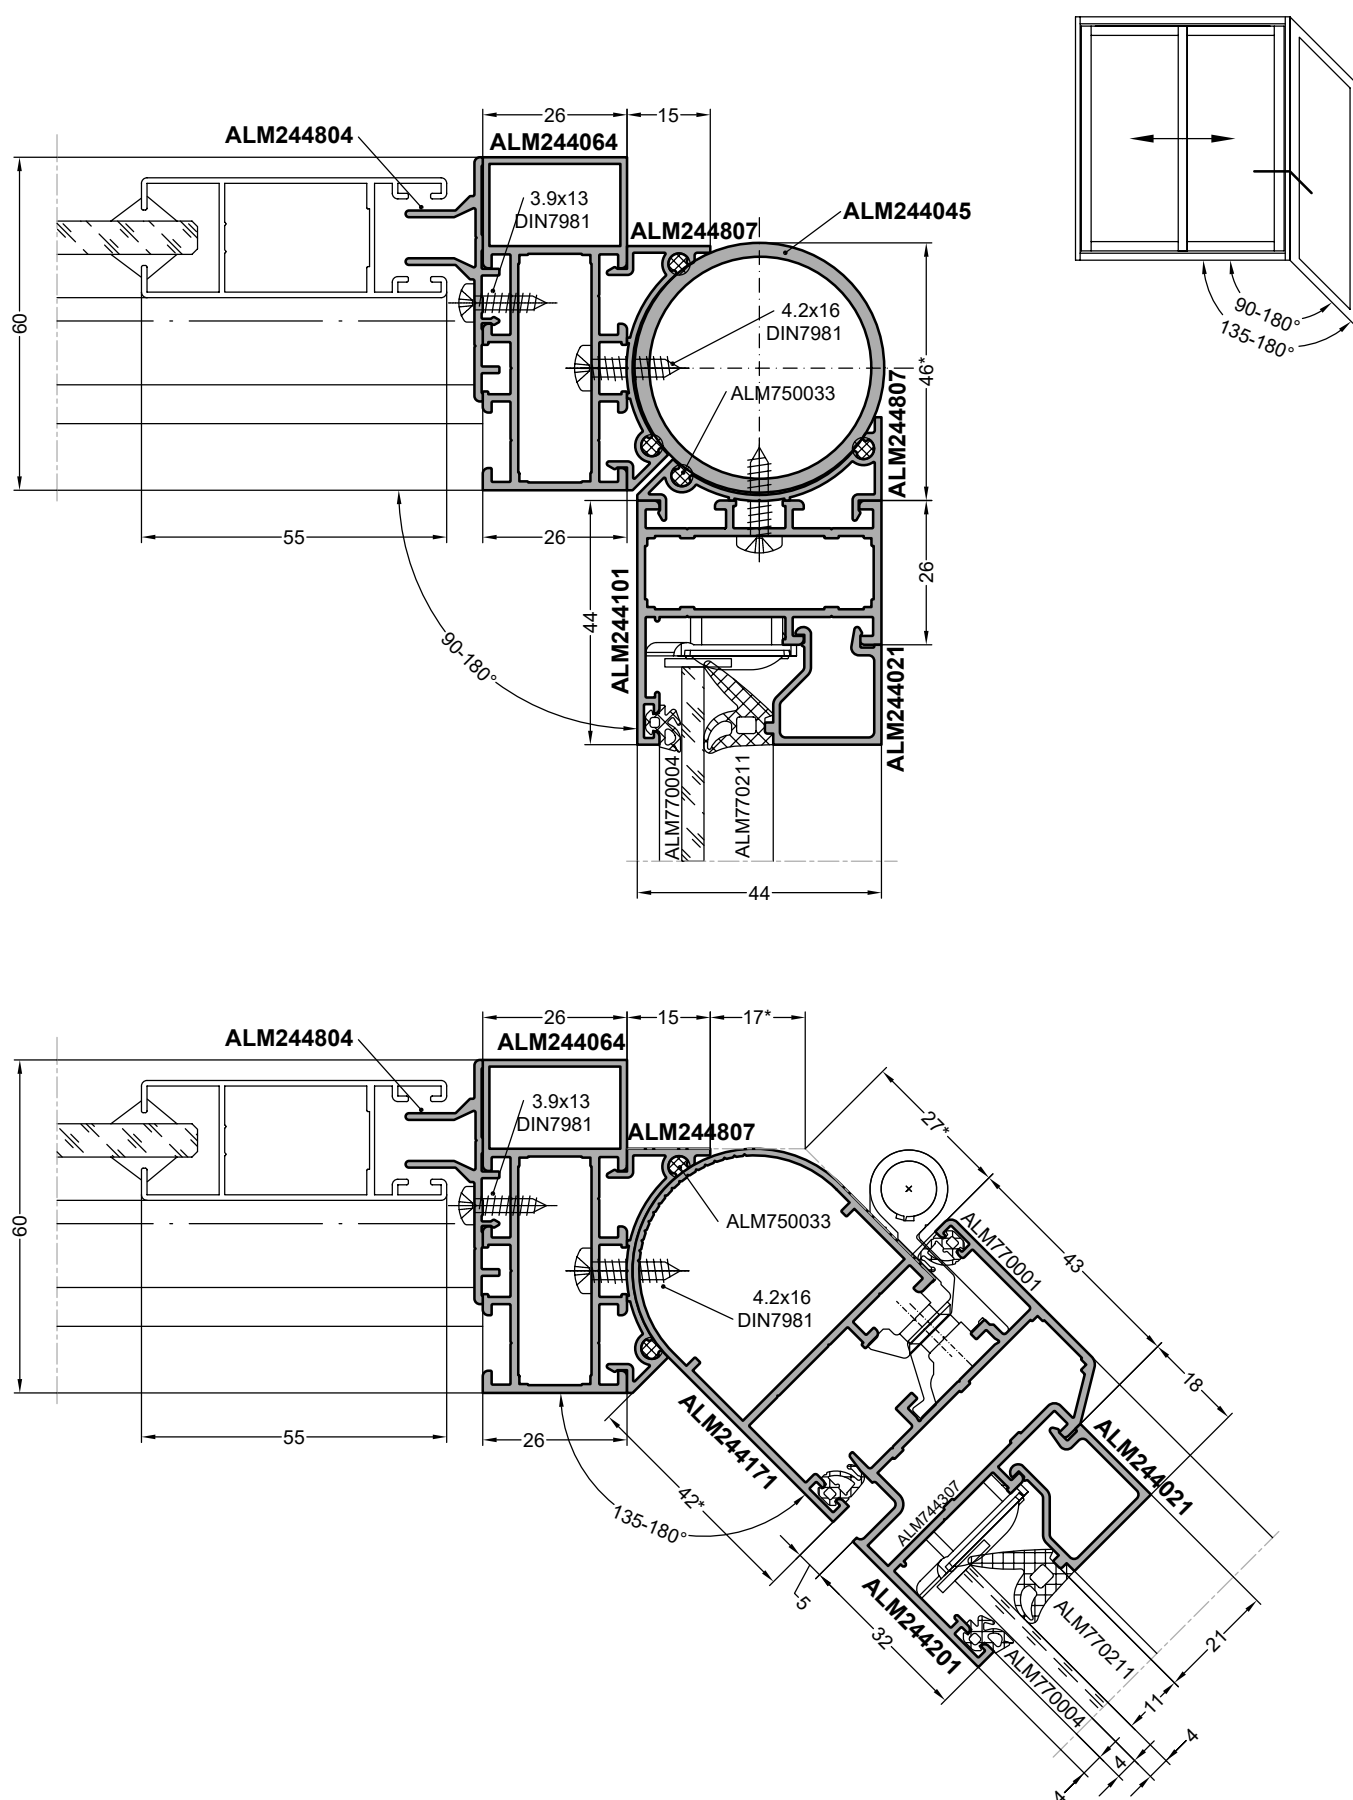 90-180°
135-180°
26
15
ALM244804
ALM244064
3.9x13
DIN7981
ALM244807
ALM244045
60
4.2x16
DIN7981
46*
ALM750033
ALM244807
55
26
44
ALM244101
26
90-180°
ALM244021
ALM770004
ALM770211
44
26
15
17*
ALM244804
ALM244064
3.9x13
DIN7981
ALM244807
27*
60
ALM750033
ALM770001
43
4.2x16
DIN7981
18
55
26
ALM244171
ALM244021
42*
135-180°
ALM744307
5
ALM244201
32
ALM770211
ALM770004
21
11
4
4
4